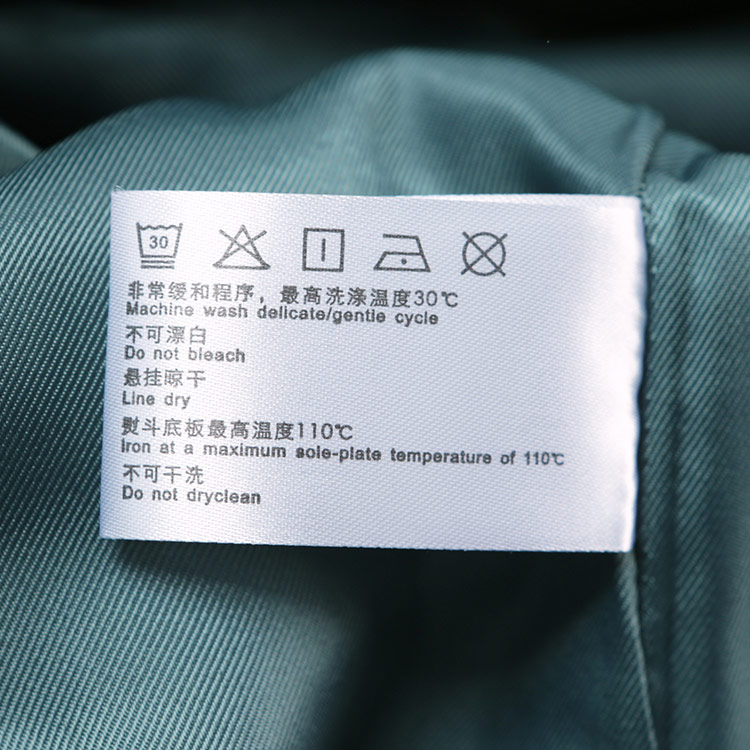 30
非常缓和程序，最高洗涤温度30℃
Machine wash delicate/gentle cycle
不可漂白
Do not bleach
悬挂晾干
Line dry
熨斗底板最高温度110℃
Iron at a maximum sole-plate temperature of 110℃
不可干洗
Do not dryclean